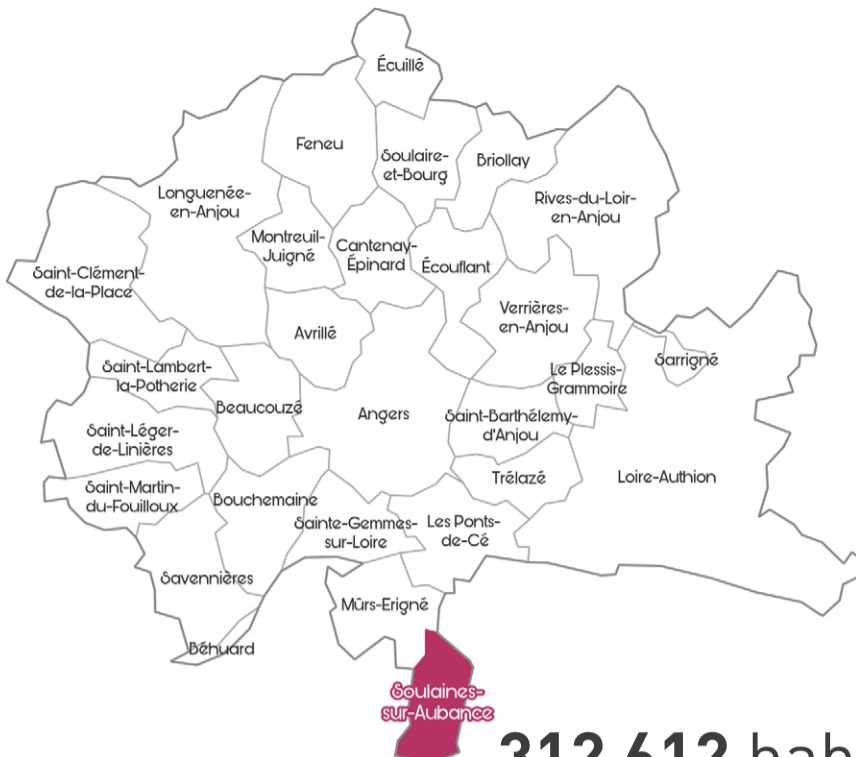 Écuillé
Feneu
Soulaire-
et-Bourg
Briollay
Longuenée-
en-Anjou
Rives-du-Loir-
en-Anjou
Montreuil-
Juigné
Cantenay-
Épinard
Écouflant
Saint-Clément-
de-la-Place
Verrières-
en-Anjou
Avrillé
Sarrigné
Saint-Lambert-
la-Potherie
Le Plessis-
Grammoire
Beaucouzé
Angers
Saint-Barthélemy-
d'Anjou
Saint-Léger-
de-Linières
Trélazé
Loire-Authion
Saint-Martin-
du-Fouilloux
Bouchemaine
Sainte-Gemmes-
sur-Loire
Les Ponts-
de-Cé
Savennières
Mûrs-Erigné
Béhuard
Soulaines-
sur-Aubance
312 612 hab